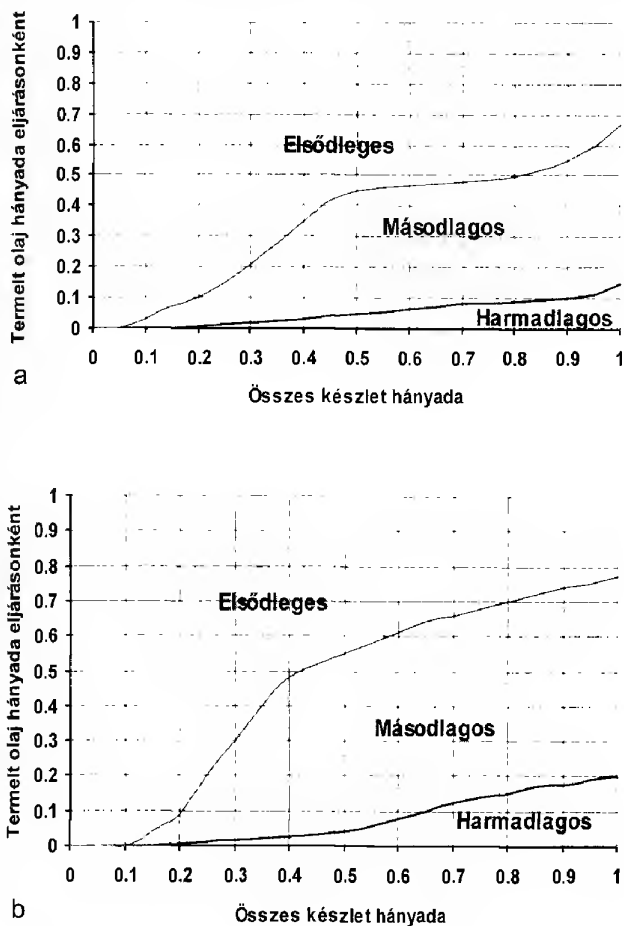 Termelt olaj hányada eljárásonként
1
0.9
0.8
0.7
0.6
0.5
0.4
0.3
0.2
0.1
0
Elsődleges
Másodlagos
Harmadlagos
0 0.1 0.2 0.3 0.4 0.5 0.6 0.7 0.8 0.9 1
a
Összes készlet hányada
Termelt olaj hányada eljárásonként
1
0.9
0.8
0.7
0.6
0.5
0.4
0.3
0.2
0.1
0
Elsődleges
Másodlagos
Harmadlagos
0 0.1 0.2 0.3 0.4 0.5 0.6 0.7 0.8 0.9 1
b
Összes készlet hányada